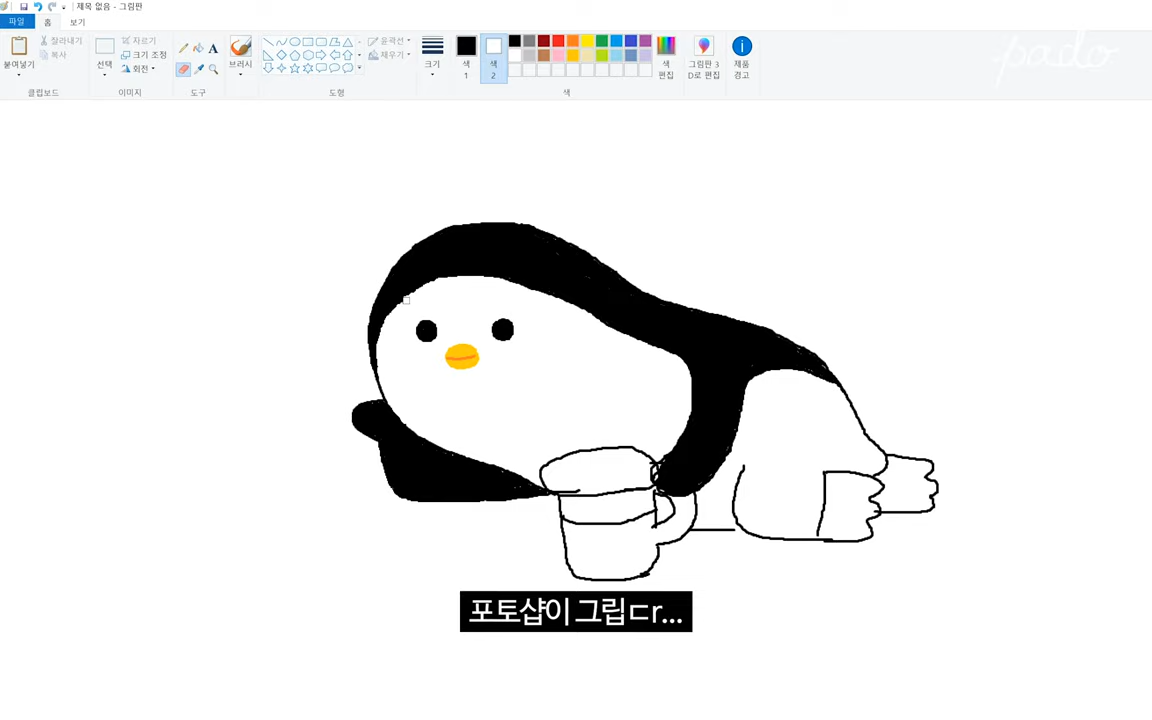 제목 없음 - 그림판
파일 홈 보기
붙여넣기
잘라내기
복사
클립보드
선택
자르기
크기 조정
회전
이미지
A
도구
브러시
윤곽선
채우기
도형
크기
색 1
색 2
색 편집
색
그림판 3D로 편집
제품 경고
pado
포토샵이 그립ㄷr...